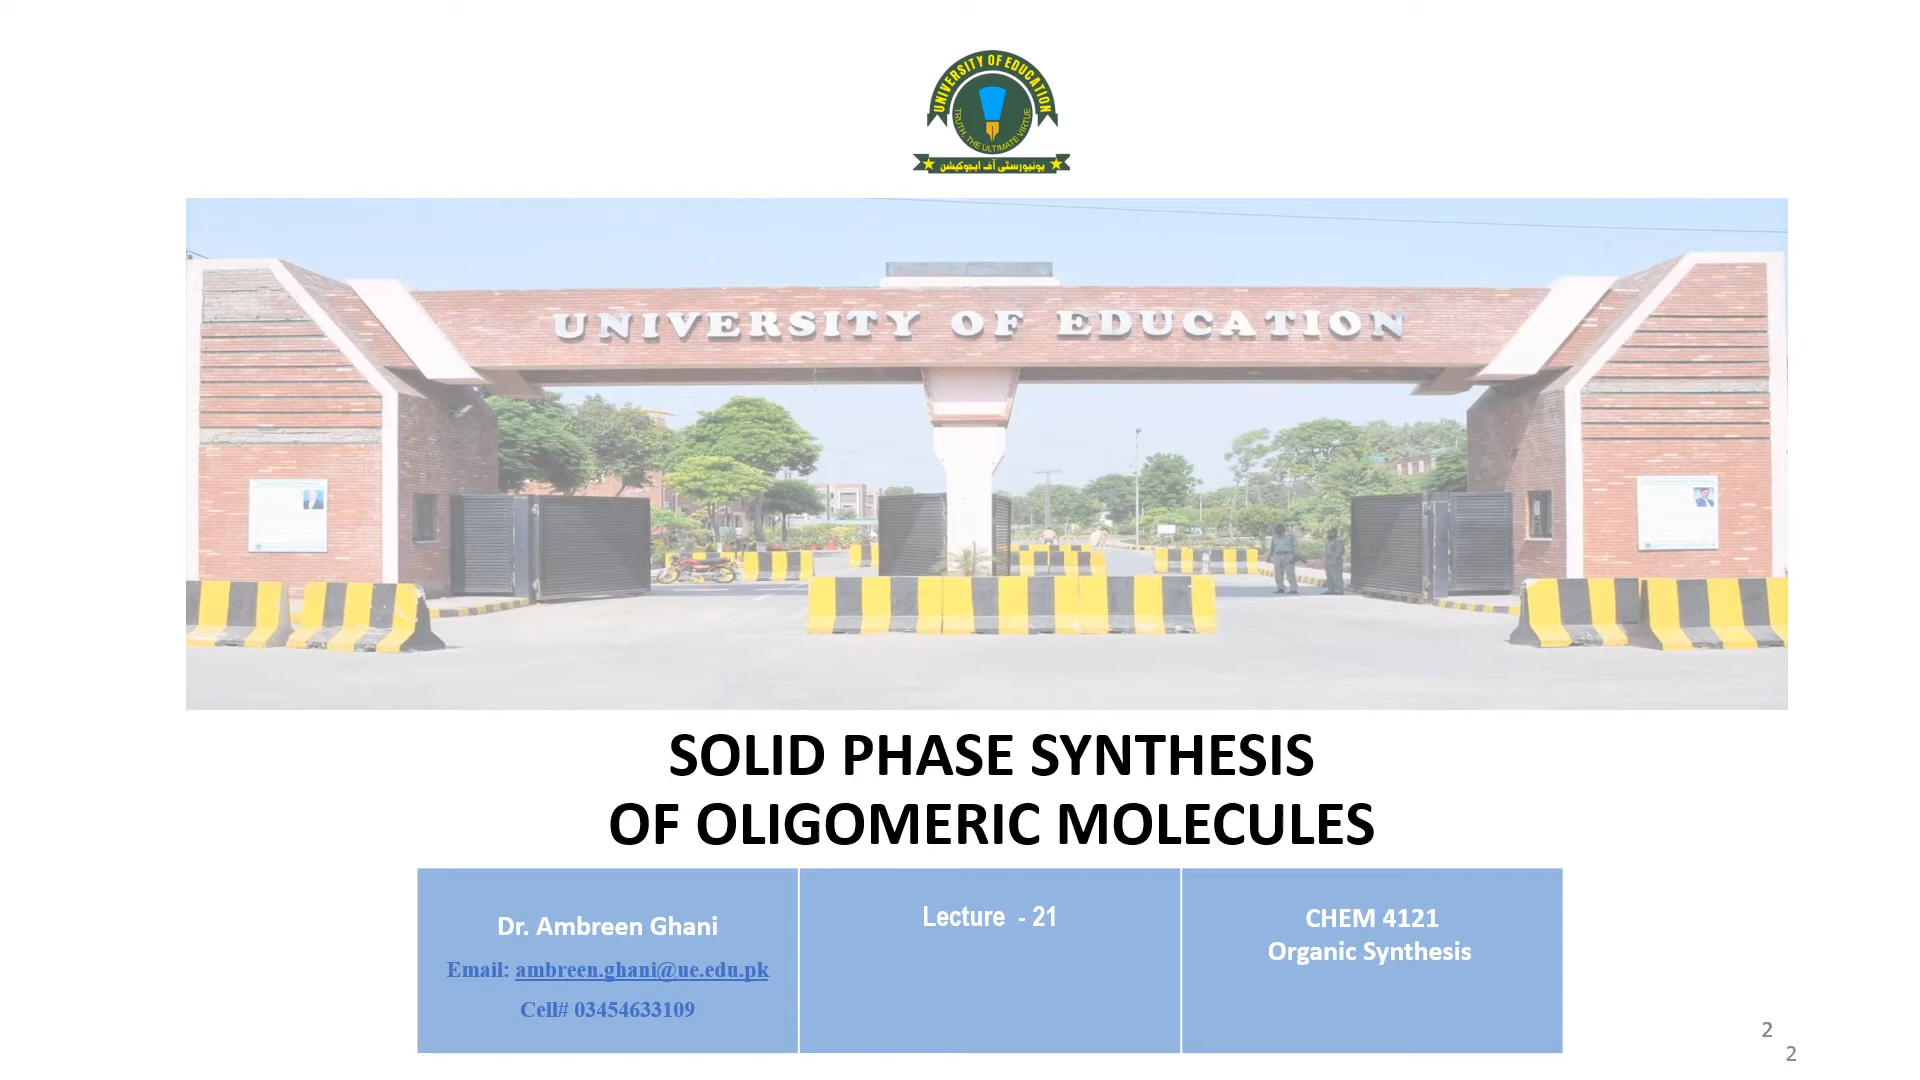 UNIVERSITY OF EDUCATION
TRUTH, THE ULTIMATE VIRTUE
یونیورسٹی آف ایجوکیشن
UNIVERSITY OF EDUCATION
SOLID PHASE SYNTHESIS
OF OLIGOMERIC MOLECULES
Dr. Ambreen Ghani
Email: ambreen.ghani@ue.edu.pk
Cell# 03454633109
Lecture - 21
CHEM 4121
Organic Synthesis
2
2